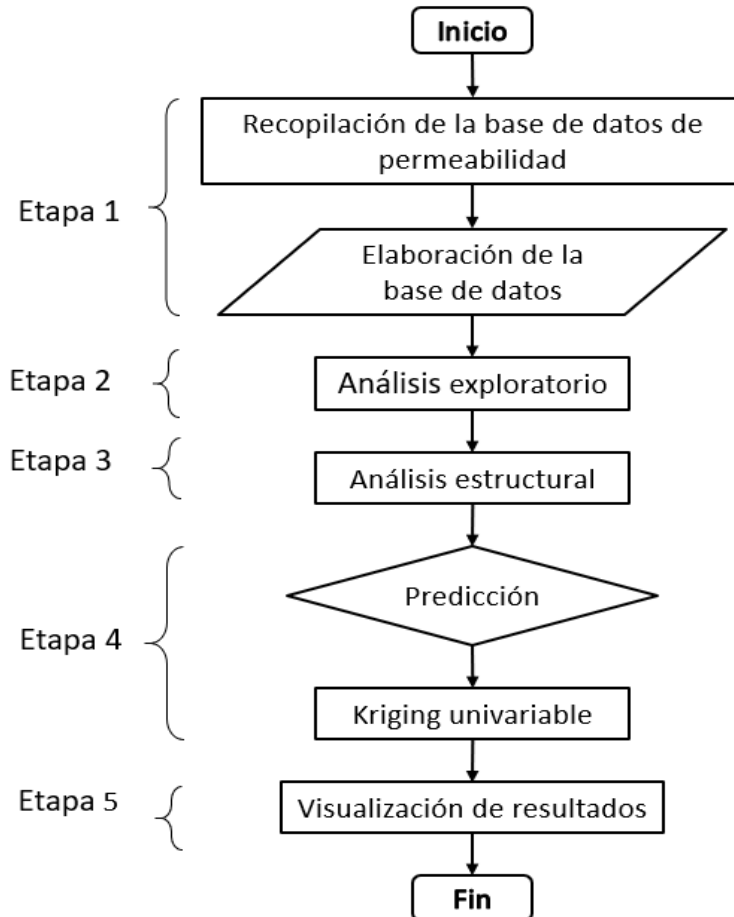 Inicio
Etapa 1
Recopilación de la base de datos de
permeabilidad
Elaboración de la
base de datos
Etapa 2
Análisis exploratorio
Etapa 3
Análisis estructural
Etapa 4
Predicción
Kriging univariable
Etapa 5
Visualización de resultados
Fin